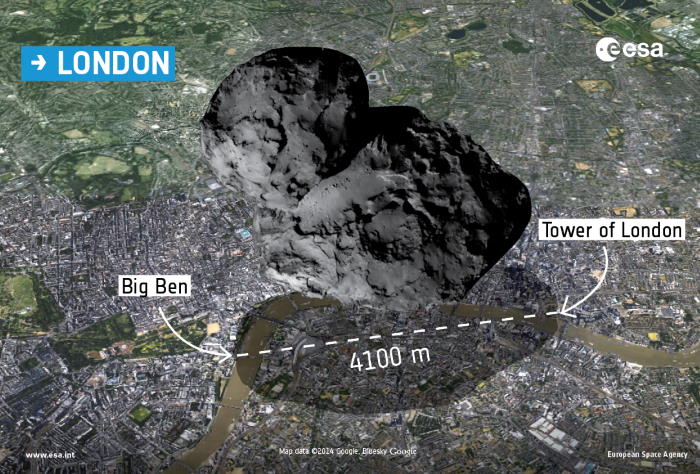 → LONDON
esa
Tower of London
Big Ben
4100 m
www.esa.int
Map data ©2014 Google, Bluesky Google
European Space Agency